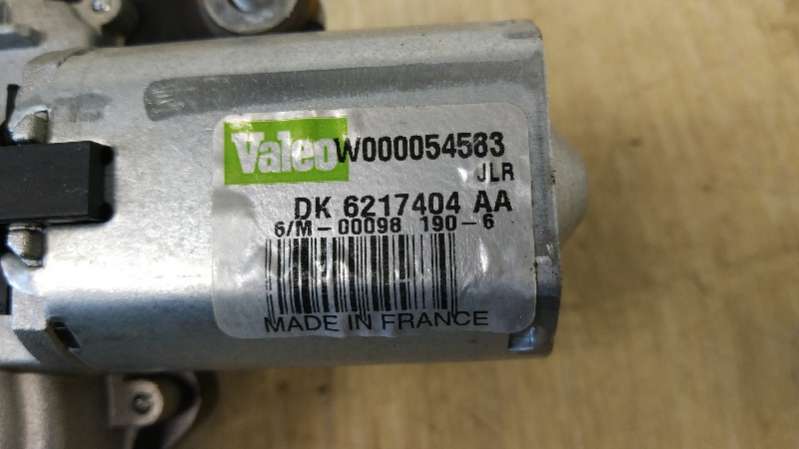 Valeo W000054583
JLR
DK 6217404 AA
6/M-00098 190-6
MADE IN FRANCE